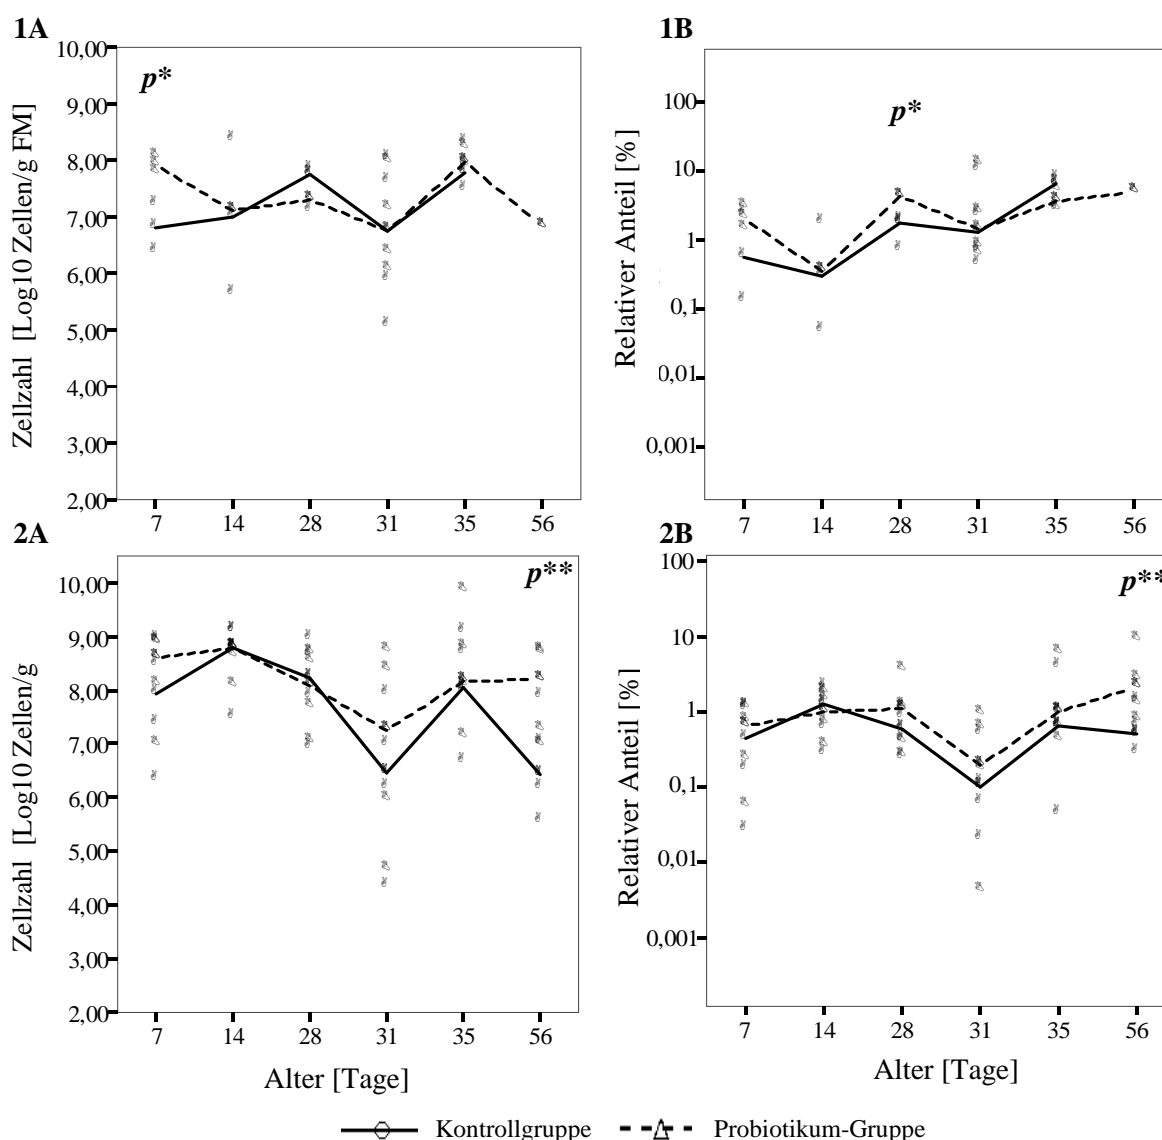 1A
Zellzahl [Log10 Zellen/g FM]
10,00
9,00
8,00
7,00
6,00
5,00
4,00
3,00
2,00
p*
7 14 28 31 35 56
1B
Relativer Anteil [%]
100
10
1
0,1
0,01
0,001
p*
7 14 28 31 35 56
2A
Zellzahl [Log10 Zellen/g
10,00
9,00
8,00
7,00
6,00
5,00
4,00
3,00
2,00
p**
7 14 28 31 35 56
Alter [Tage]
2B
Relativer Anteil [%]
100
10
1
0,1
0,01
0,001
p**
7 14 28 31 35 56
Alter [Tage]
Kontrollgruppe Probiotikum-Gruppe